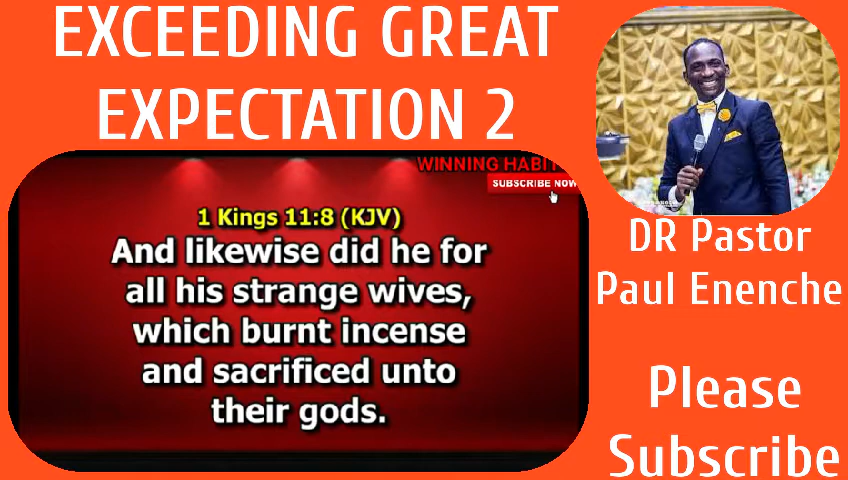 EXCEEDING GREAT
EXPECTATION 2
WINNING
SUBSCRIBE NOW
1 Kings 11:8 (KJV)
And likewise did he for
all his strange wives,
which burnt incense
and sacrificed unto
their gods.
DR Pastor
Paul Enenche
Please
Subscribe